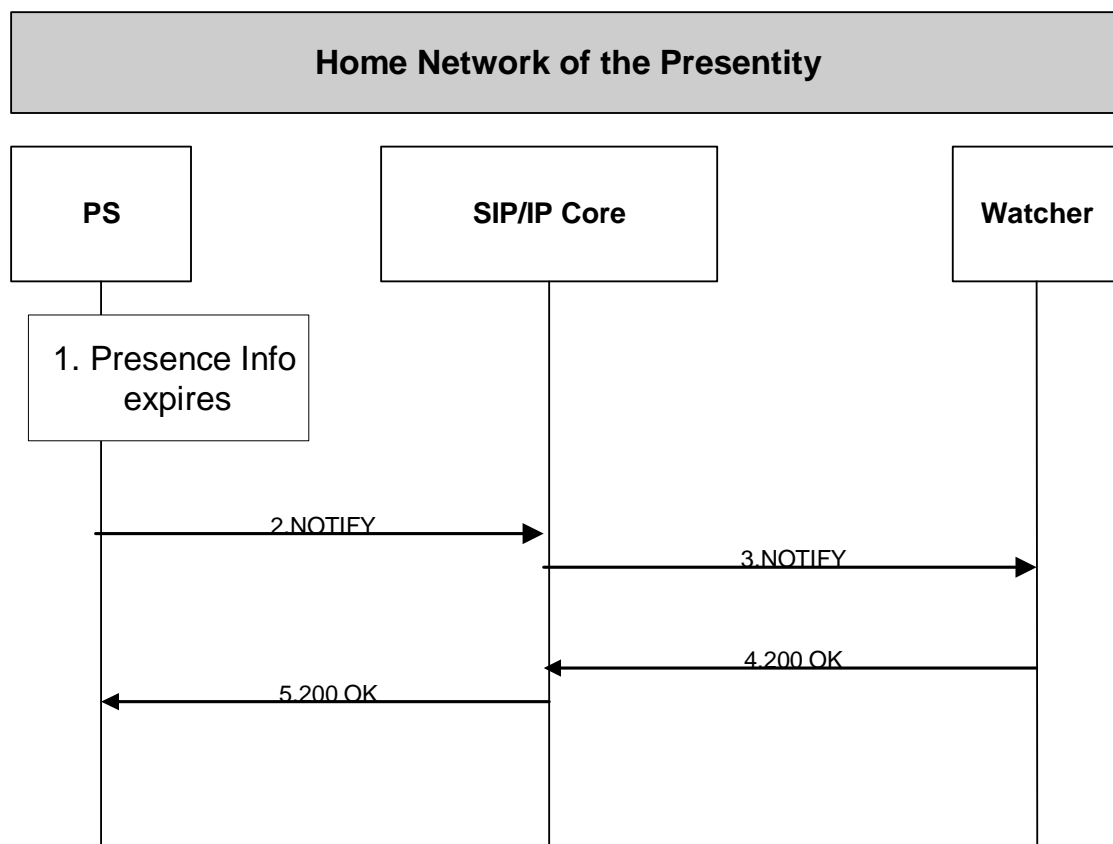 Home Network of the Presentity
PS
SIP/IP Core
Watcher
1. Presence Info
expires
2.NOTIFY
3.NOTIFY
4.200 OK
5.200 OK